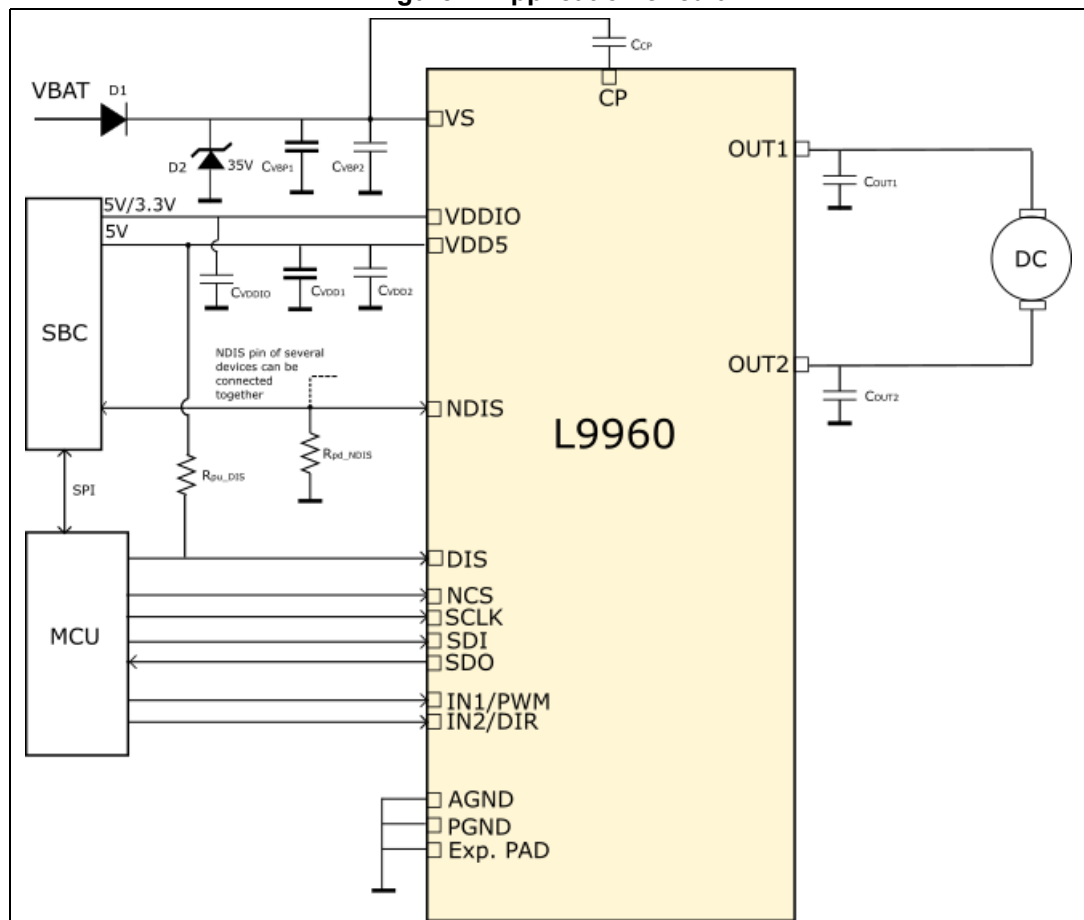 CCP
VBAT
D1
CP
VS
OUT1
D2
35V
CVBP1
CVBP2
COUT1
5V/3.3V
VDDIO
5V
VDD5
DC
CVDDIO
CVDD1
CVDD2
SBC
NDIS pin of several
devices can be
connected
together
OUT2
COUT2
NDIS
L9960
Rpd_NDIS
Rpu_DIS
SPI
DIS
NCS
SCLK
MCU
SDI
SDO
IN1/PWM
IN2/DIR
AGND
PGND
Exp. PAD